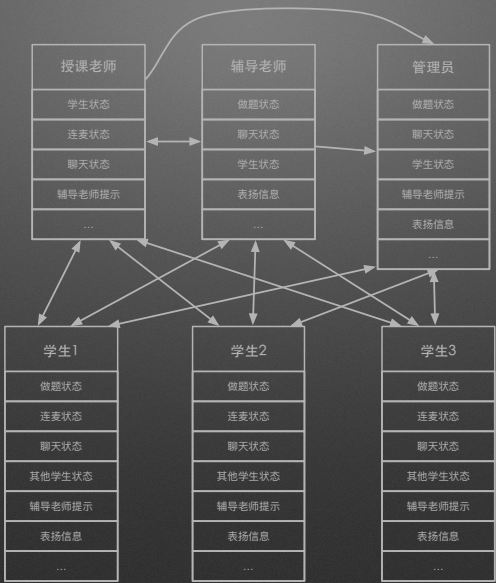 授课老师
学生状态
连麦状态
聊天状态
辅导老师提示
...
辅导老师
做题状态
聊天状态
学生状态
表扬信息
...
管理员
做题状态
聊天状态
学生状态
辅导老师提示
表扬信息
...
学生1
做题状态
连麦状态
聊天状态
其他学生状态
辅导老师提示
表扬信息
...
学生2
做题状态
连麦状态
聊天状态
其他学生状态
辅导老师提示
表扬信息
...
学生3
做题状态
连麦状态
聊天状态
其他学生状态
辅导老师提示
表扬信息
...